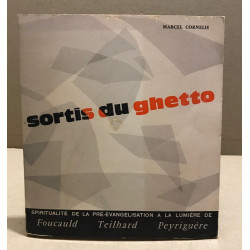 MARCEL CORNELIS
sortis du ghetto
SPIRITUALITÉ DE LA PRÉ-ÉVANGÉLISATION A LA LUMIÈRE DE
Foucauld Teilhard Peyriguère